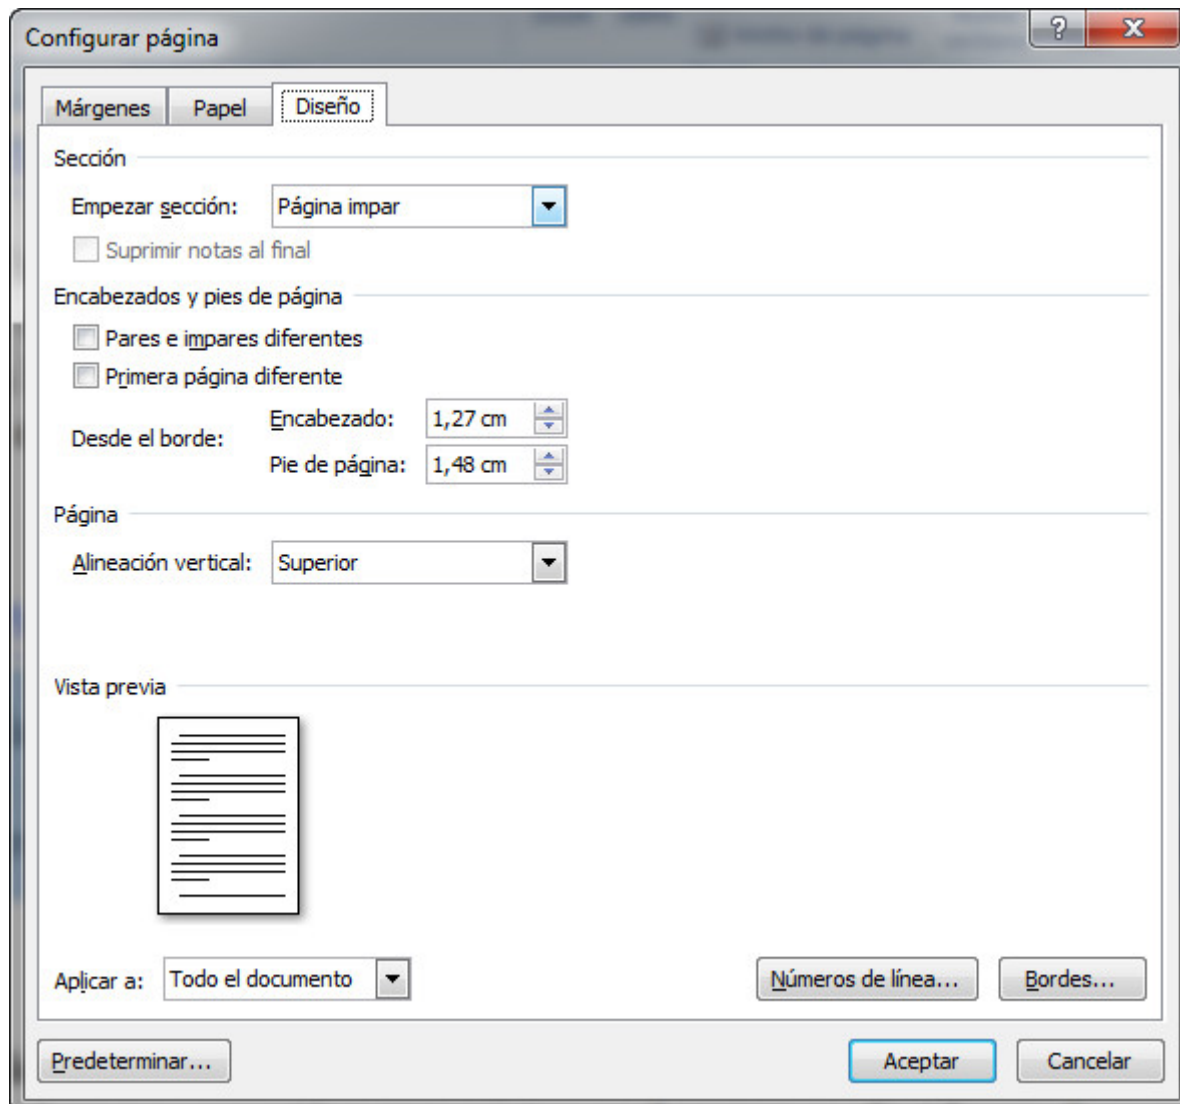 Configurar página
Márgenes Papel Diseño
Sección
Empezar sección: Página impar
Suprimir notas al final
Encabezados y pies de página
Pares e impares diferentes
Primera página diferente
Desde el borde:
Encabezado: 1,27 cm
Pie de página: 1,48 cm
Página
Alineación vertical: Superior
Vista previa
Aplicar a: Todo el documento Números de línea... Bordes...
Predeterminar... Aceptar Cancelar